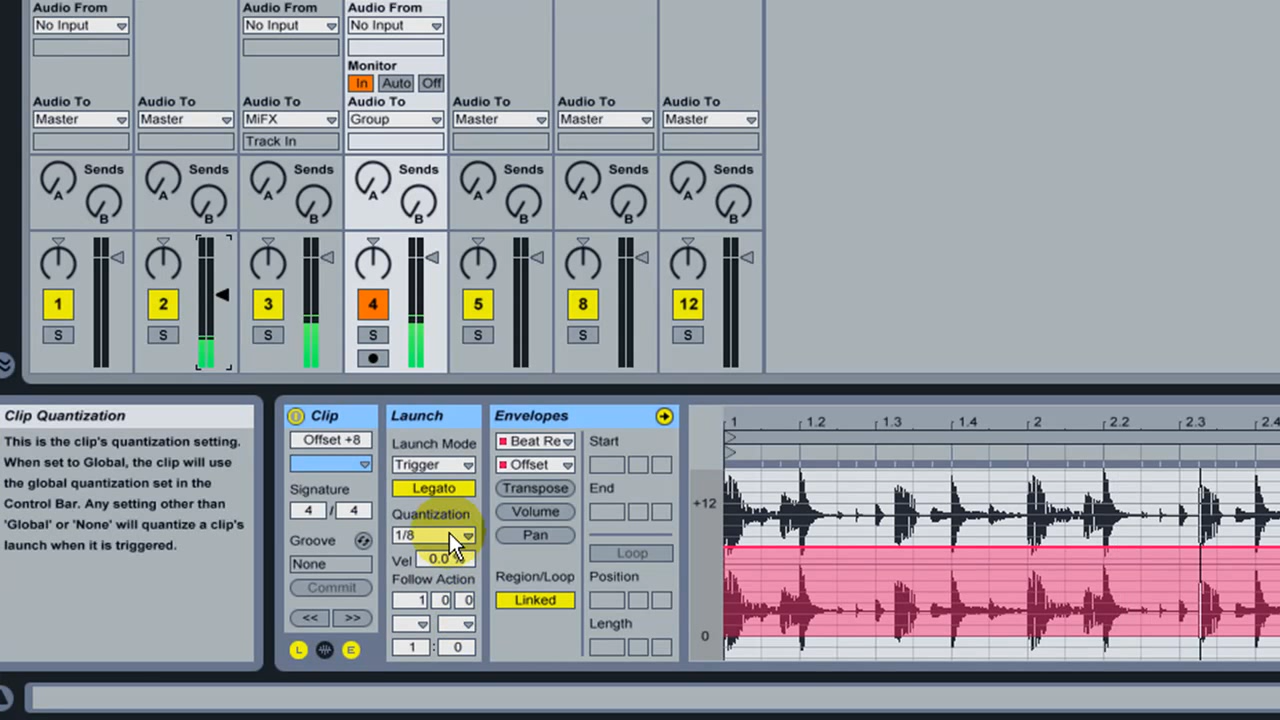 Audio From Audio From Audio From
No Input No Input No Input
Monitor
In Auto Off
Audio To Audio To Audio To Audio To Audio To Audio To Audio To
Master Master MiFX Group Master Master Master
Track In
Sends Sends Sends Sends Sends Sends Sends
A A A A A A A
B B B B B B B
1 2 3 4 5 8 12
S S S S S S S
Clip Quantization
This is the clip's quantization setting.
When set to Global, the clip will use
the global quantization set in the
Control Bar. Any setting other than
'Global' or 'None' will quantize a clip's
launch when it is triggered.
Clip
Offset +8
Signature
4 / 4
Groove
None
Commit
<< >>
L E
Launch
Launch Mode
Trigger
Legato
Quantization
1/8
Vel 0.0 %
Follow Action
1 0 0
1 : 0
Envelopes
Beat Re
Offset
Transpose
Volume
Pan
Region/Loop
Linked
Start
End
Loop
Position
Length
1 1.2 1.3 1.4 2 2.2 2.3 2.4
+12
0